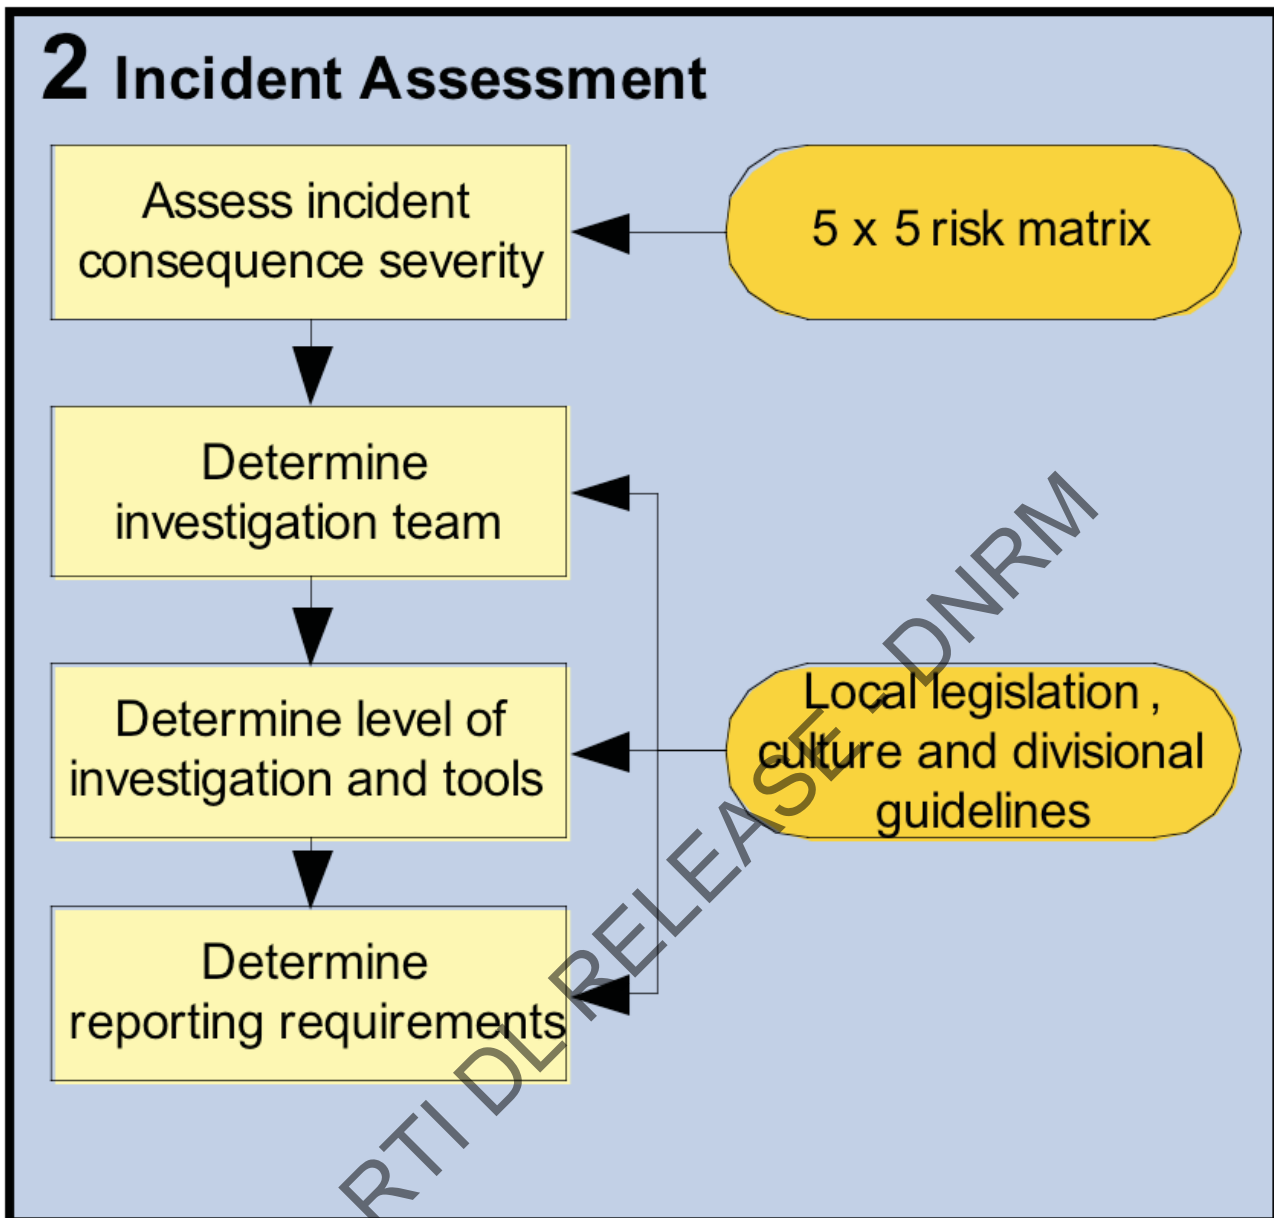 2 Incident Assessment
Assess incident
consequence severity
5 x 5 risk matrix
Determine
investigation team
Determine level of
investigation and tools
Local legislation ,
culture and divisional
guidelines
Determine
reporting requirements
RTI DL RELEASE - DNRM